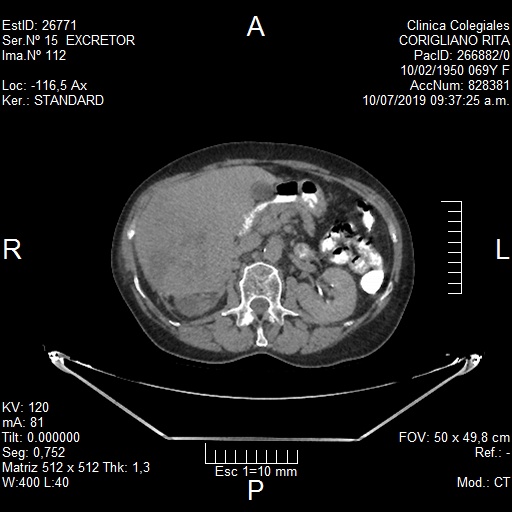 EstID: 26771
Ser.Nº 15 EXCRETOR
Ima.Nº 112
Loc: -116,5 Ax
Ker.: STANDARD
A
Clinica Colegiales
CORIGLIANO RITA
PacID: 266882/0
10/02/1950 069Y F
AccNum: 828381
10/07/2019 09:37:25 a.m.
R
L
KV: 120
mA: 81
Tilt: 0.000000
Seg: 0,752
Matriz 512 x 512 Thk: 1,3
W:400 L:40
Esc 1=10 mm
P
FOV: 50 x 49,8 cm
Ref.: -
Mod.: CT